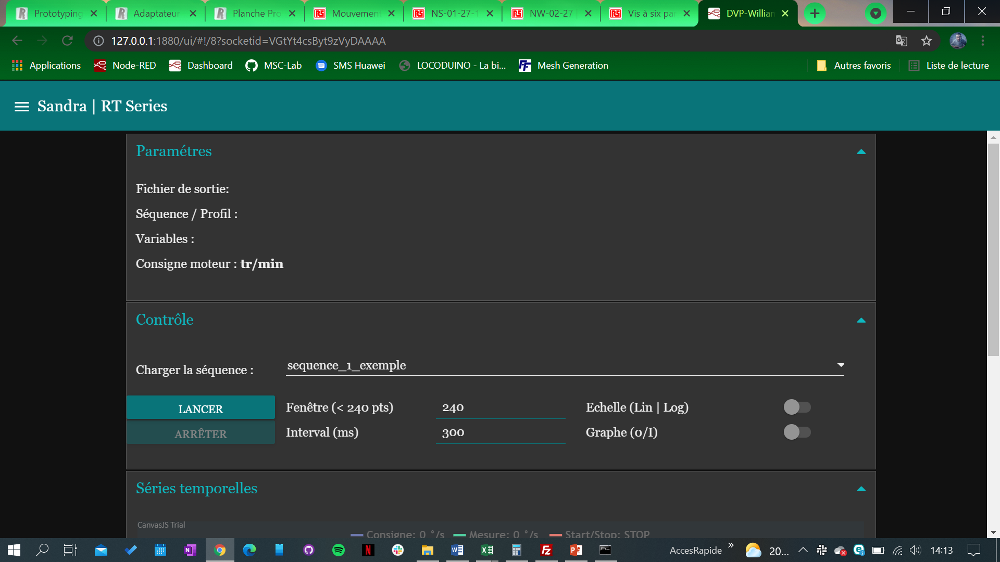 Prototyping
Adaptateur
Planche Pro
Mouvement
NS-01-27-1
NW-02-27
Vis à six pa
DVP-Willian
127.0.0.1:1880/ui/#!/8?socketid=VGtYt4csByt9zVyDAAAA
Applications
Node-RED
Dashboard
MSC-Lab
SMS Huawei
LOCODUINO - La bi...
Mesh Generation
Autres favoris
Liste de lecture
Sandra | RT Series
Paramétres
Fichier de sortie:
Séquence / Profil :
Variables :
Consigne moteur : tr/min
Contrôle
Charger la séquence :
sequence_1_exemple
LANCER
Fenêtre (< 240 pts)
240
Echelle (Lin | Log)
ARRÊTER
Interval (ms)
300
Graphe (0/I)
Séries temporelles
CanvasJS Trial
Consigne: 0 °/s
Mesure: 0 °/s
Start/Stop: STOP
AccesRapide
20...
14:13